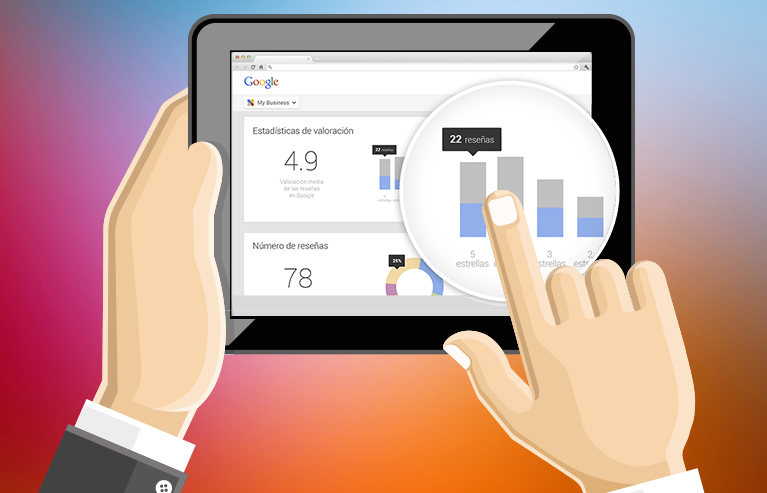 Google
My Business
Estadísticas de valoración
4.9
Valoración media
de las reseñas
en Google
22 reseñas
5
estrellas
22 reseñas
5
estrellas
3
estrellas
2
Número de reseñas
78
25%